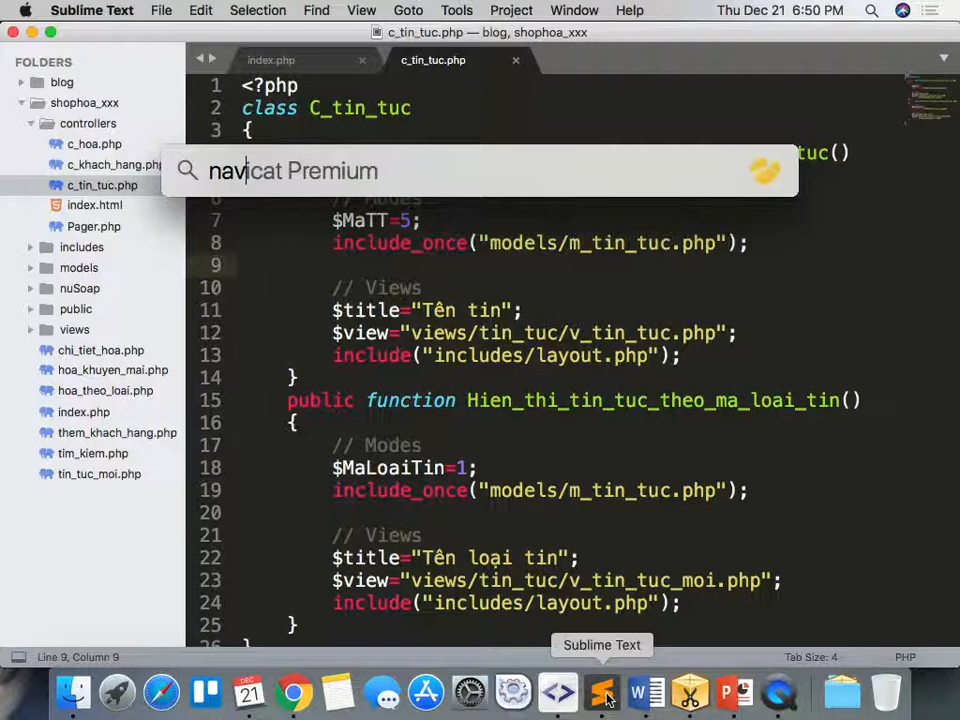 Sublime Text File Edit Selection Find View Goto Tools Project Window Help Thu Dec 21 6:50 PM
c_tin_tuc.php — blog, shophoa_xxx
FOLDERS
blog
shophoa_xxx
controllers
c_hoa.php
c_khach_hang.php
c_tin_tuc.php
index.html
Pager.php
includes
models
nuSoap
public
views
chi_tiet_hoa.php
hoa_khuyen_mai.php
hoa_theo_loai.php
index.php
them_khach_hang.php
tim_kiem.php
tin_tuc_moi.php
index.php c_tin_tuc.php
1 <?php
2 class C_tin_tuc
3 {
tuc()
navicat Premium
// Modes
7 $MaTT=5;
8 include_once("models/m_tin_tuc.php");
9
10 // Views
11 $title="Tên tin";
12 $view="views/tin_tuc/v_tin_tuc.php";
13 include("includes/layout.php");
14 }
15 public function Hien_thi_tin_tuc_theo_ma_loai_tin()
16 {
17 // Modes
18 $MaLoaiTin=1;
19 include_once("models/m_tin_tuc.php");
20
21 // Views
22 $title="Tên loại tin";
23 $view="views/tin_tuc/v_tin_tuc_moi.php";
24 include("includes/layout.php");
25 }
26 }
Sublime Text
Line 9, Column 9 Tab Size: 4 PHP
DEC
21